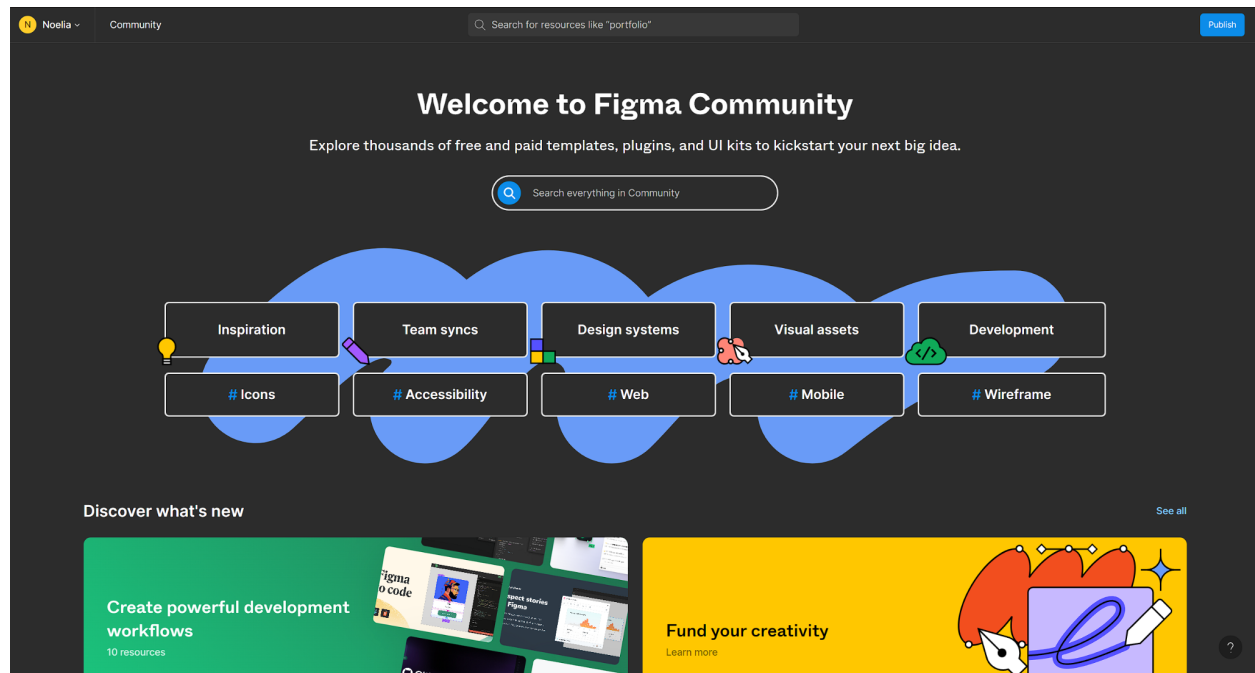 N Noelia
Community
Search for resources like "portfolio"
Publish
Welcome to Figma Community
Explore thousands of free and paid templates, plugins, and UI kits to kickstart your next big idea.
Search everything in Community
Inspiration
Team syncs
Design systems
Visual assets
Development
</>
# Icons
# Accessibility
# Web
# Mobile
# Wireframe
Discover what's new
See all
Create powerful development
workflows
10 resources
Figma
o code
spect stories
Figma
Fund your creativity
Learn more
?